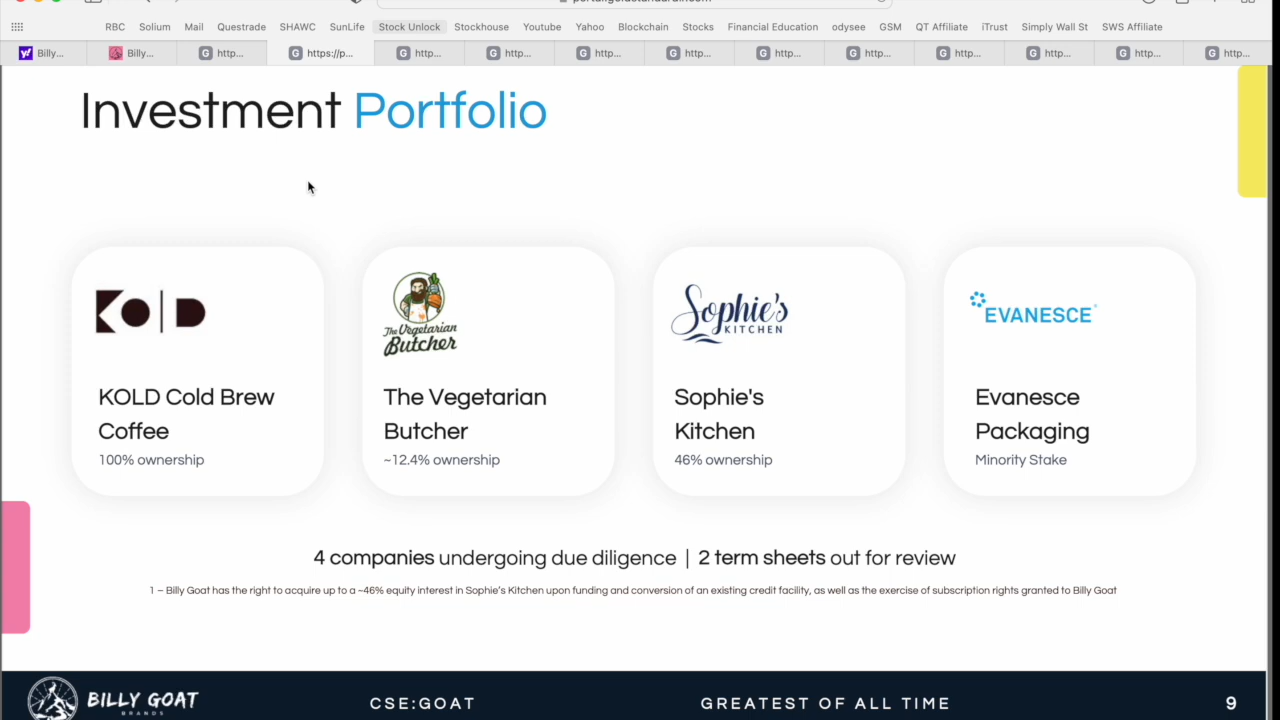 RBC Solium Mail Questrade SHAWC SunLife Stock Unlock Stockhouse Youtube Yahoo Blockchain Stocks Financial Education odysee GSM QT Affiliate iTrust Simply Wall St SWS Affiliate
Billy... Billy... http... https://p... http... http... http... http... http... http... http... http... http... http...
Investment Portfolio
KOLD
The Vegetarian
Butcher
Sophie's
KITCHEN
EVANESCE
KOLD Cold Brew
Coffee
100% ownership
The Vegetarian
Butcher
~12.4% ownership
Sophie's
Kitchen
46% ownership
Evanesce
Packaging
Minority Stake
4 companies undergoing due diligence | 2 term sheets out for review
1 – Billy Goat has the right to acquire up to a ~46% equity interest in Sophie's Kitchen upon funding and conversion of an existing credit facility, as well as the exercise of subscription rights granted to Billy Goat
BILLY GOAT
BRANDS
CSE:GOAT
GREATEST OF ALL TIME
9